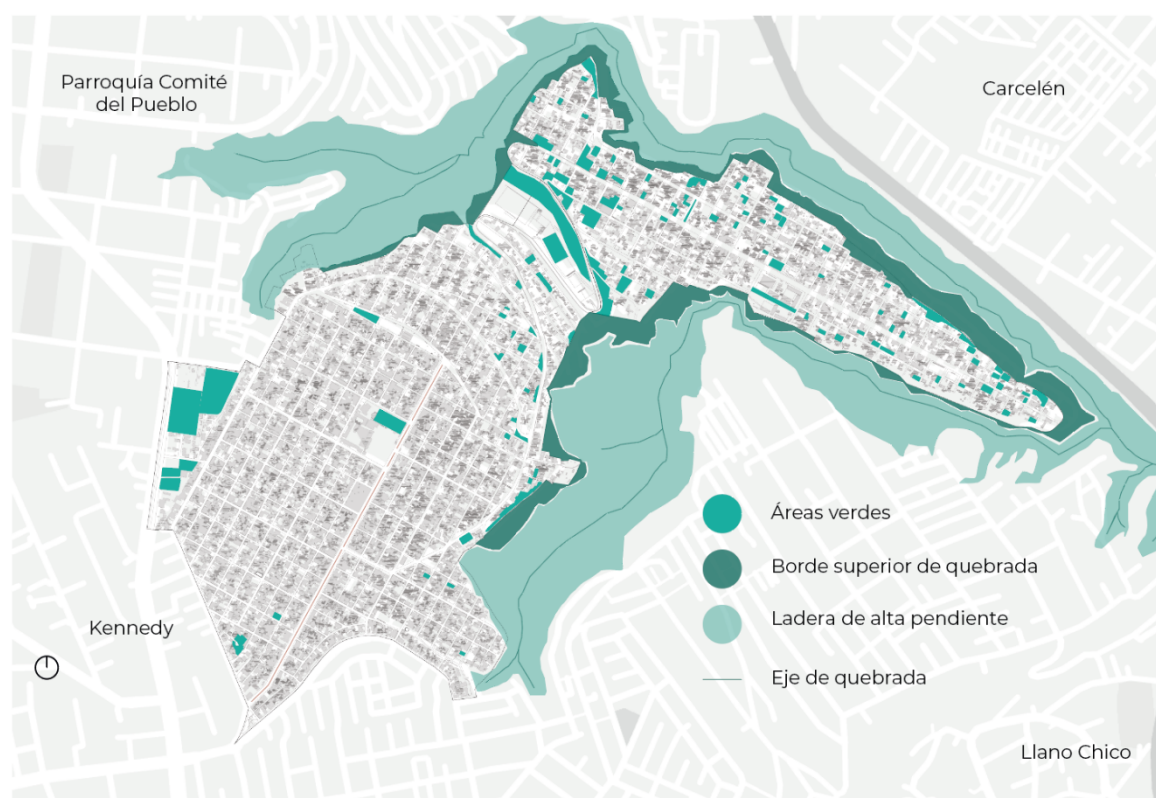 Parroquía Comité
del Pueblo
Carcelén
Áreas verdes
Borde superior de quebrada
Ladera de alta pendiente
Eje de quebrada
Kennedy
Llano Chico